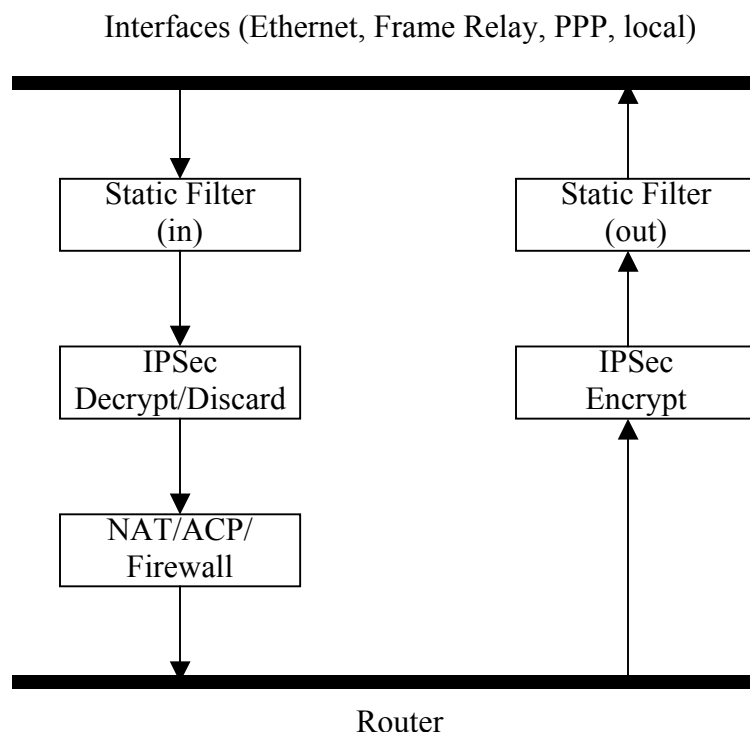 Interfaces (Ethernet, Frame Relay, PPP, local)
Static Filter
(in)
Static Filter
(out)
IPSec
Decrypt/Discard
IPSec
Encrypt
NAT/ACP/
Firewall
Router